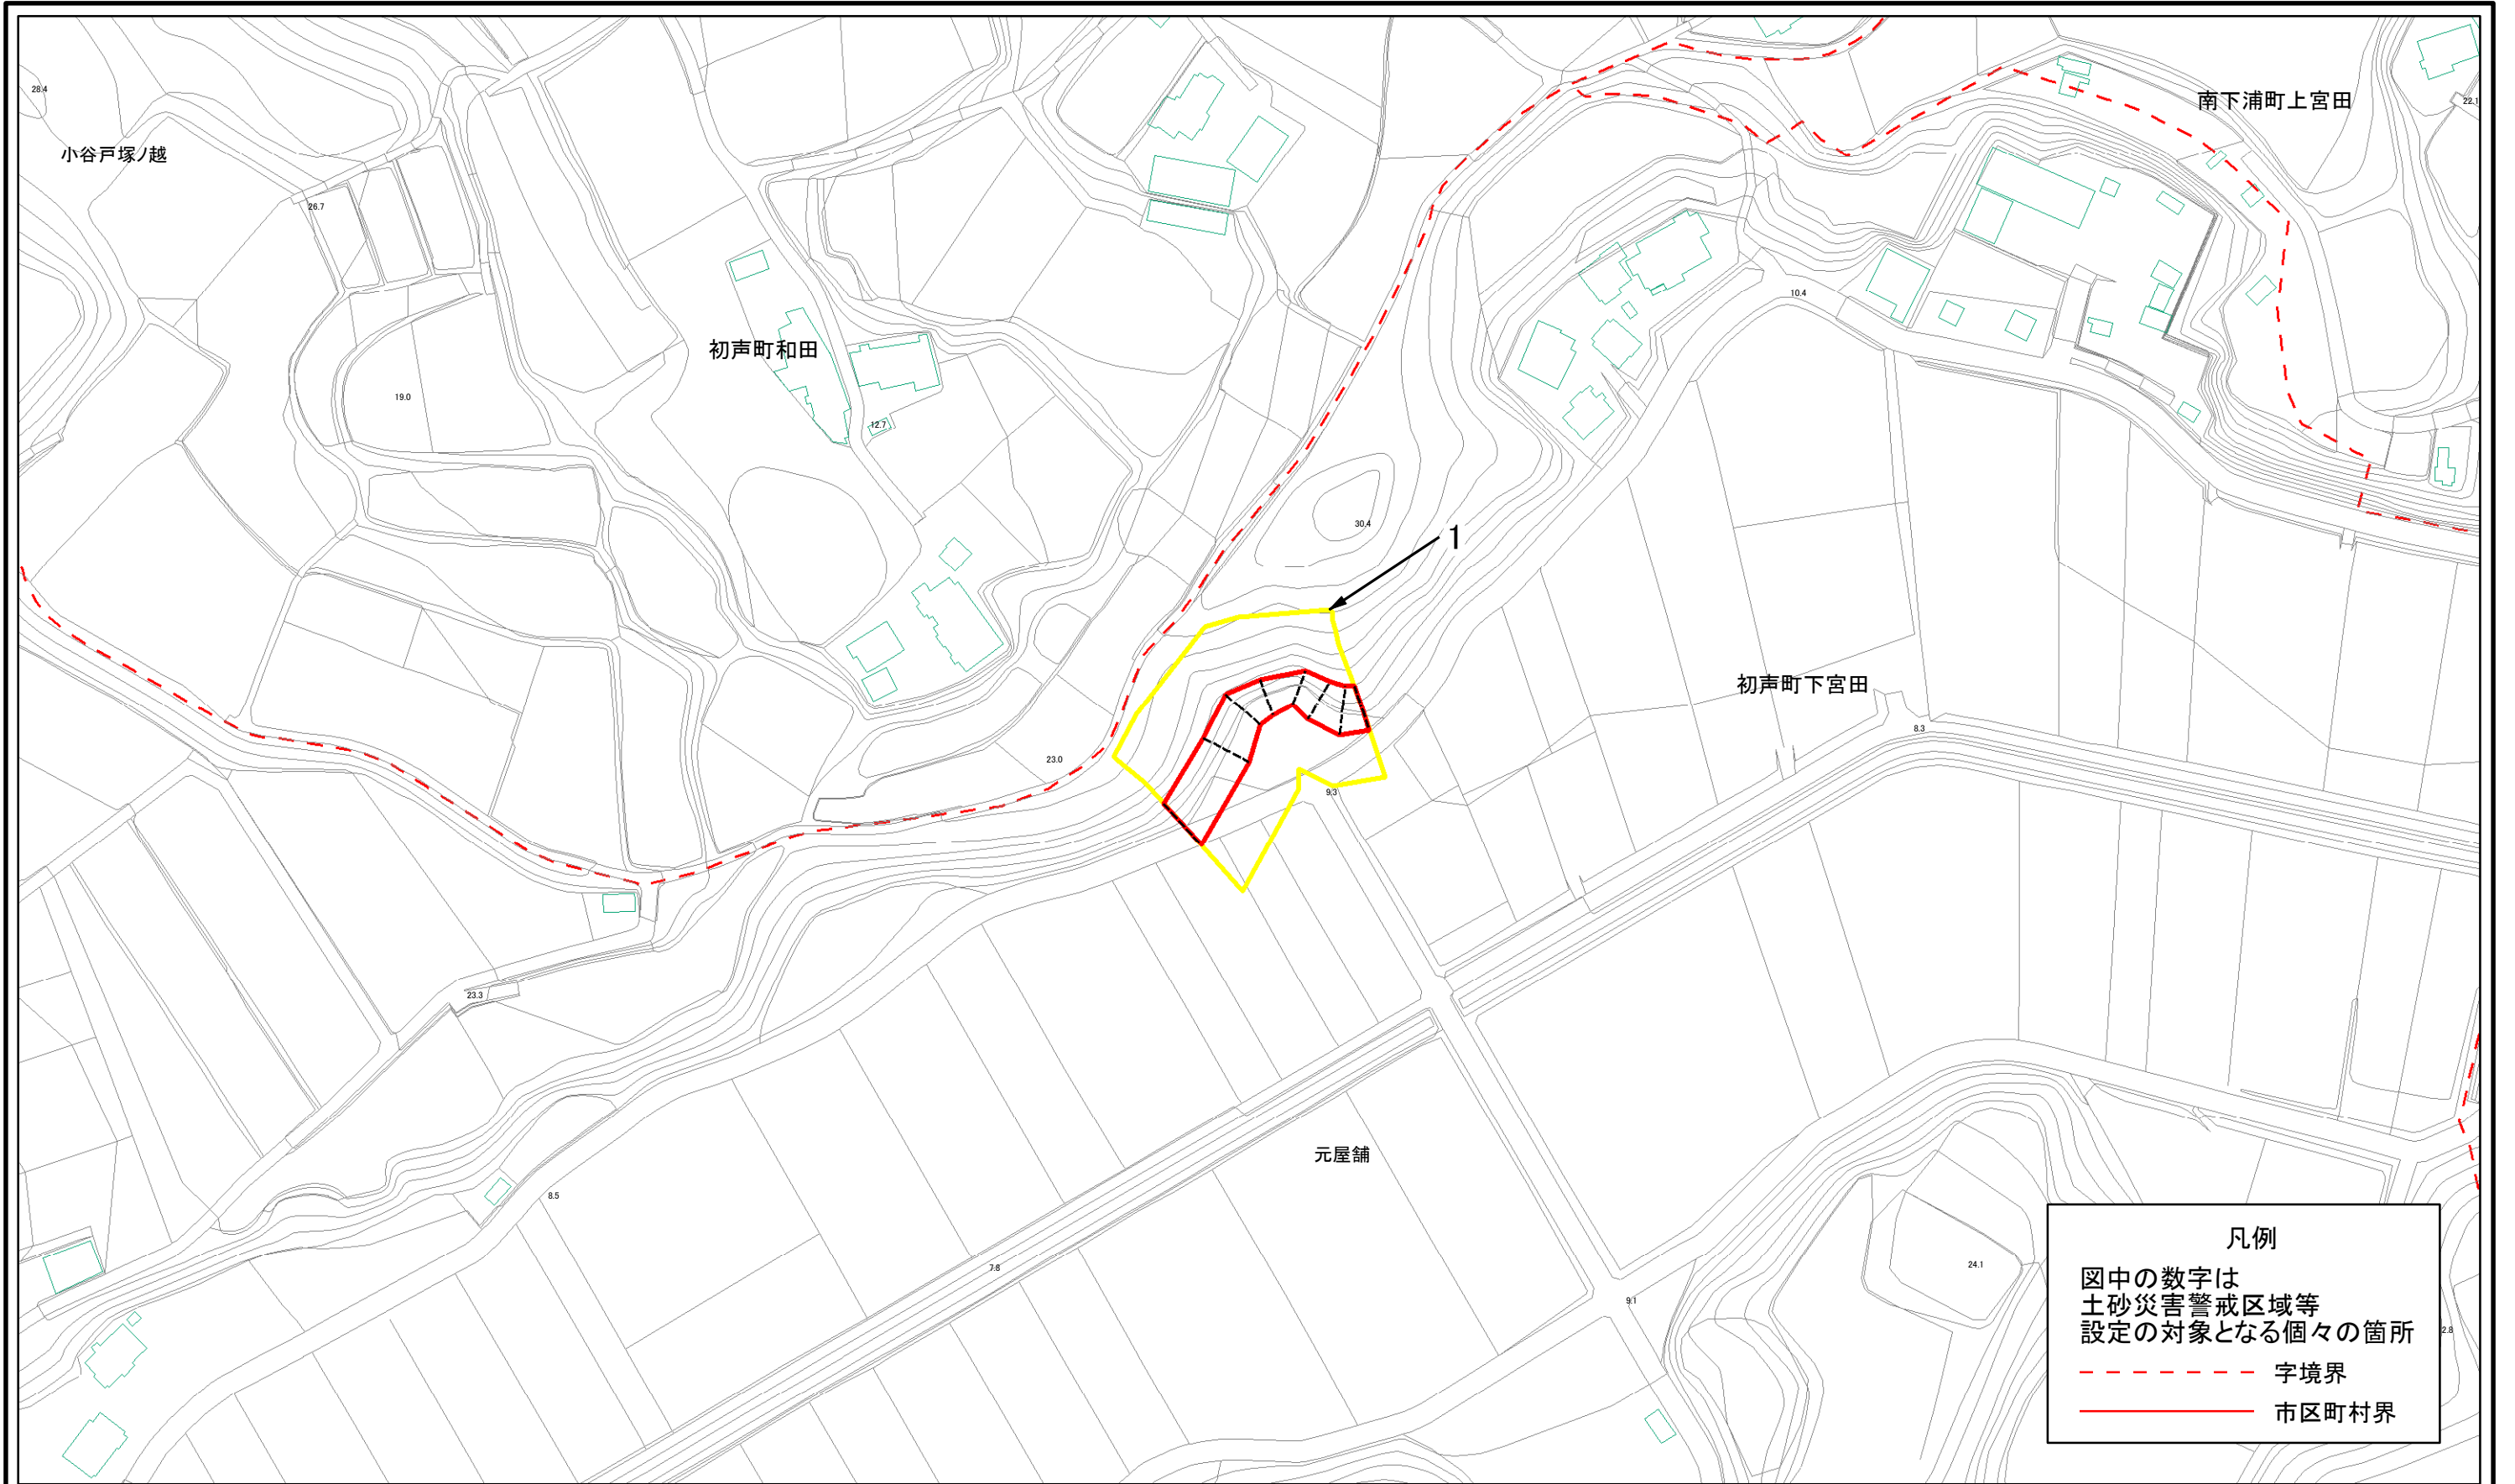 28.4
南下浦町上宮田
22.1
小谷戸塚ノ越
26.7
10.4
初声町和田
19.0
12.7
30.4
1
初声町下宮田
8.3
23.0
9.3
23.3
元屋舗
8.5
7.8
24.1
9.1
2.8
凡例
図中の数字は
土砂災害警戒区域等
設定の対象となる個々の箇所
字境界
市区町村界